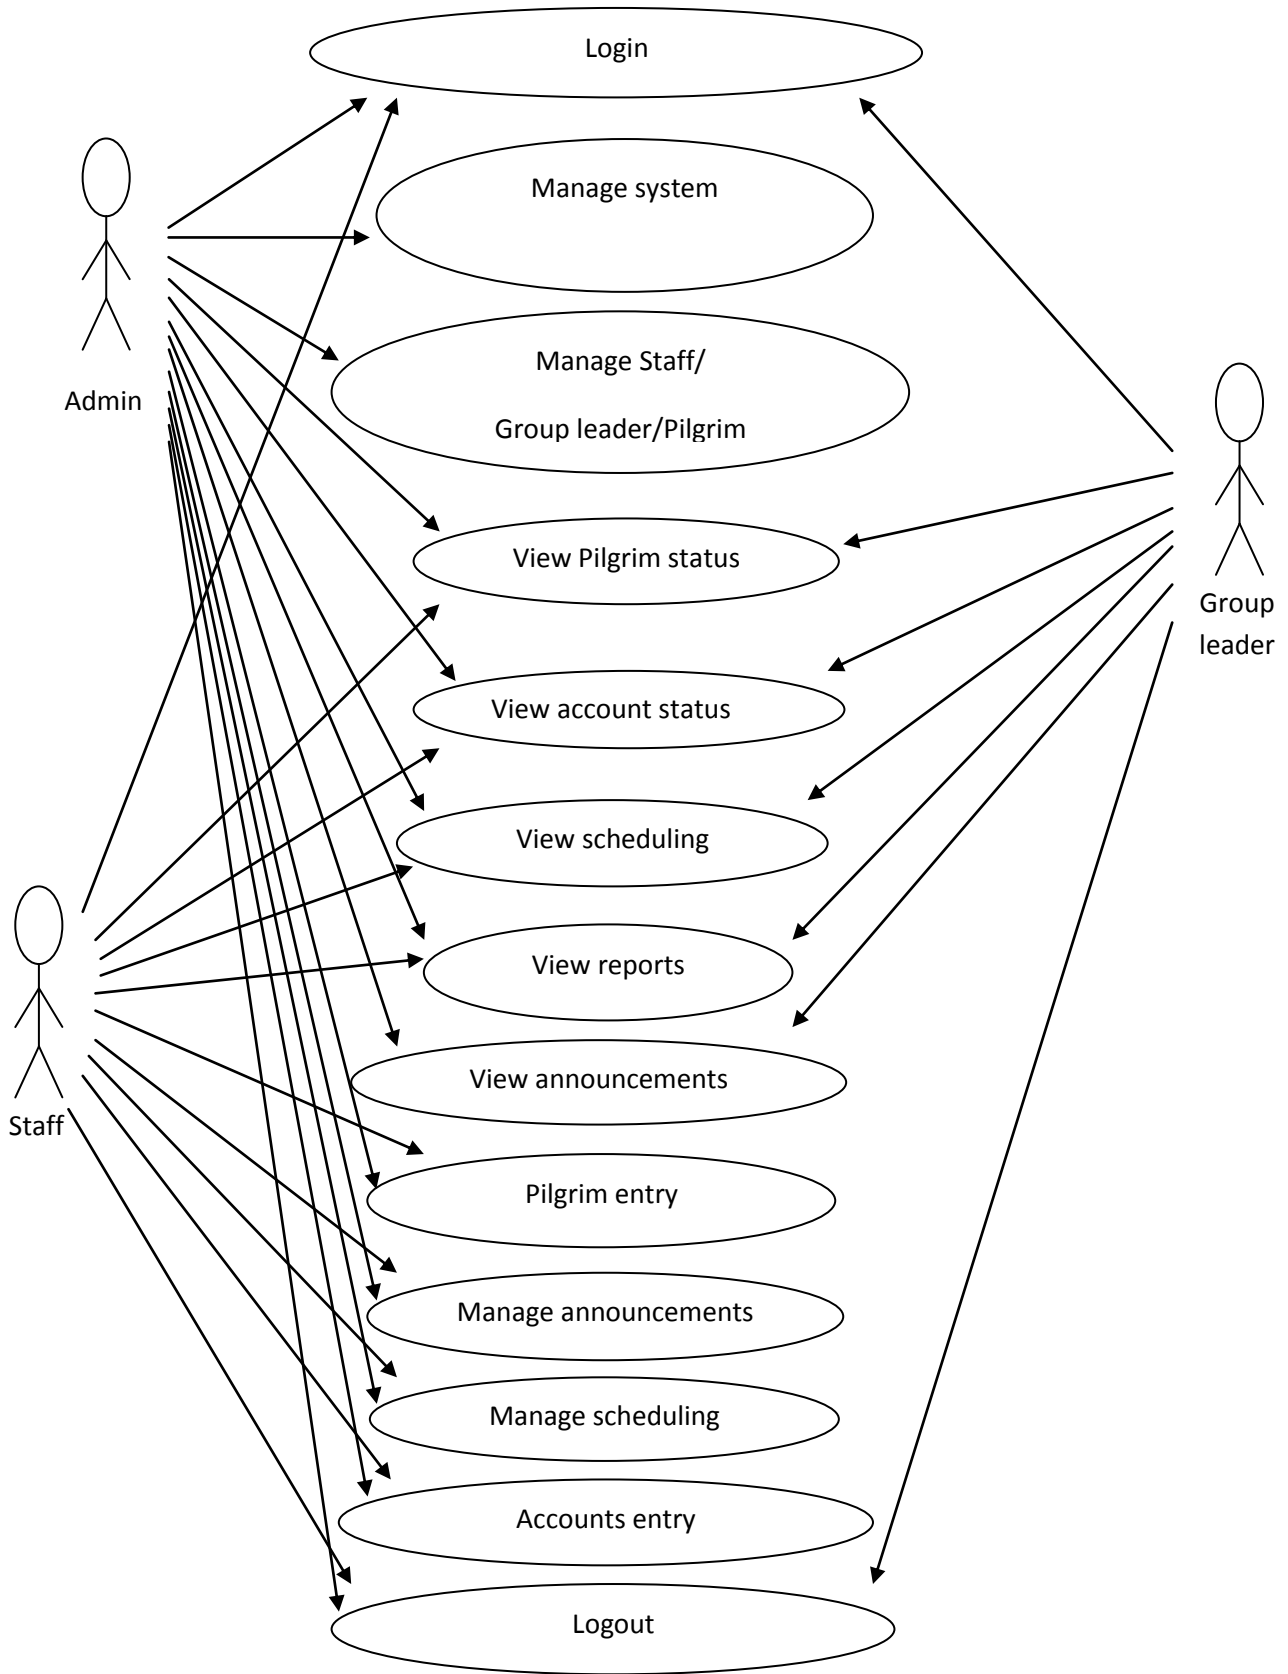 Login
Manage system
Manage Staff/
Group leader/Pilgrim
Admin
View Pilgrim status
Group
leader
View account status
View scheduling
View reports
View announcements
Staff
Pilgrim entry
Manage announcements
Manage scheduling
Accounts entry
Logout